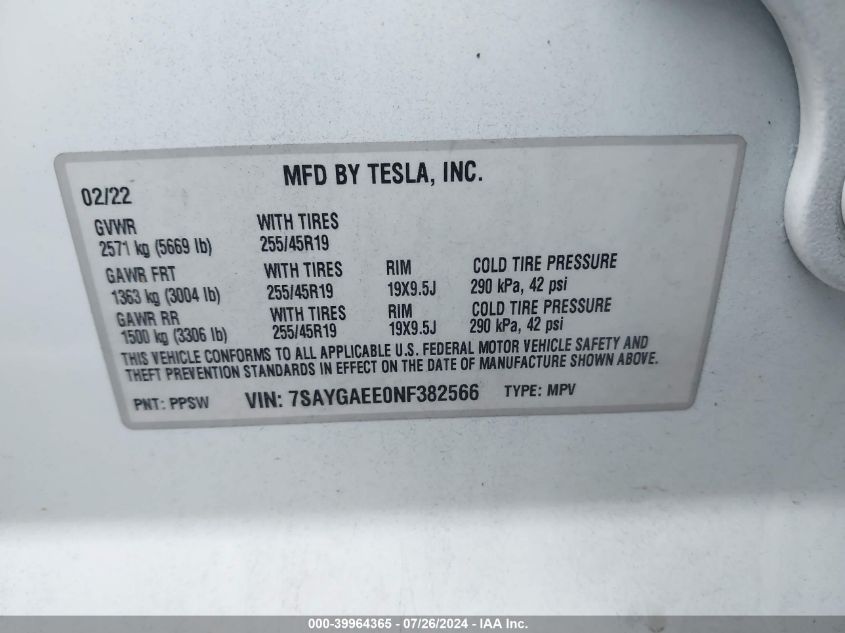 MFD BY TESLA, INC.
02/22
GVWR WITH TIRES
2571 kg (5669 lb) 255/45R19
GAWR FRT WITH TIRES RIM COLD TIRE PRESSURE
1363 kg (3004 lb) 255/45R19 19X9.5J 290 kPa, 42 psi
GAWR RR WITH TIRES RIM COLD TIRE PRESSURE
1500 kg (3306 lb) 255/45R19 19X9.5J 290 kPa, 42 psi
THIS VEHICLE CONFORMS TO ALL APPLICABLE U.S. FEDERAL MOTOR VEHICLE SAFETY AND
THEFT PREVENTION STANDARDS IN EFFECT ON THE DATE OF MANUFACTURE SHOWN ABOVE.
PNT: PPSW VIN: 7SAYGAEE0NF382566 TYPE: MPV
000-39964365 - 07/26/2024 - IAA Inc.